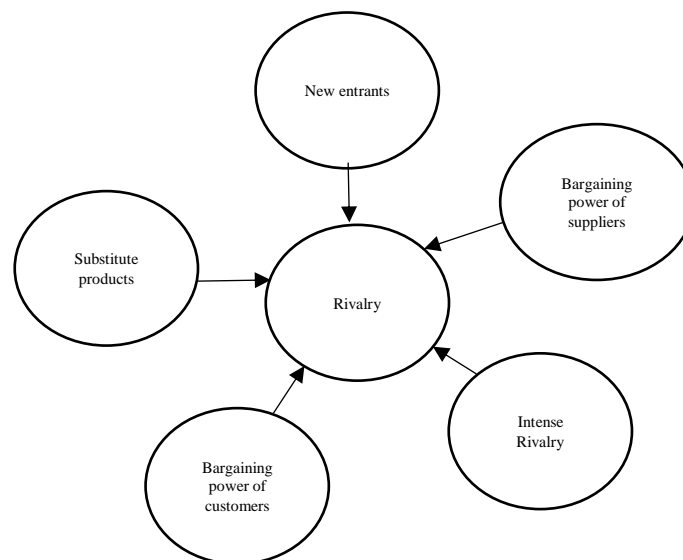 New entrants
Bargaining
power of
suppliers
Substitute
products
Rivalry
Intense
Rivalry
Bargaining
power of
customers